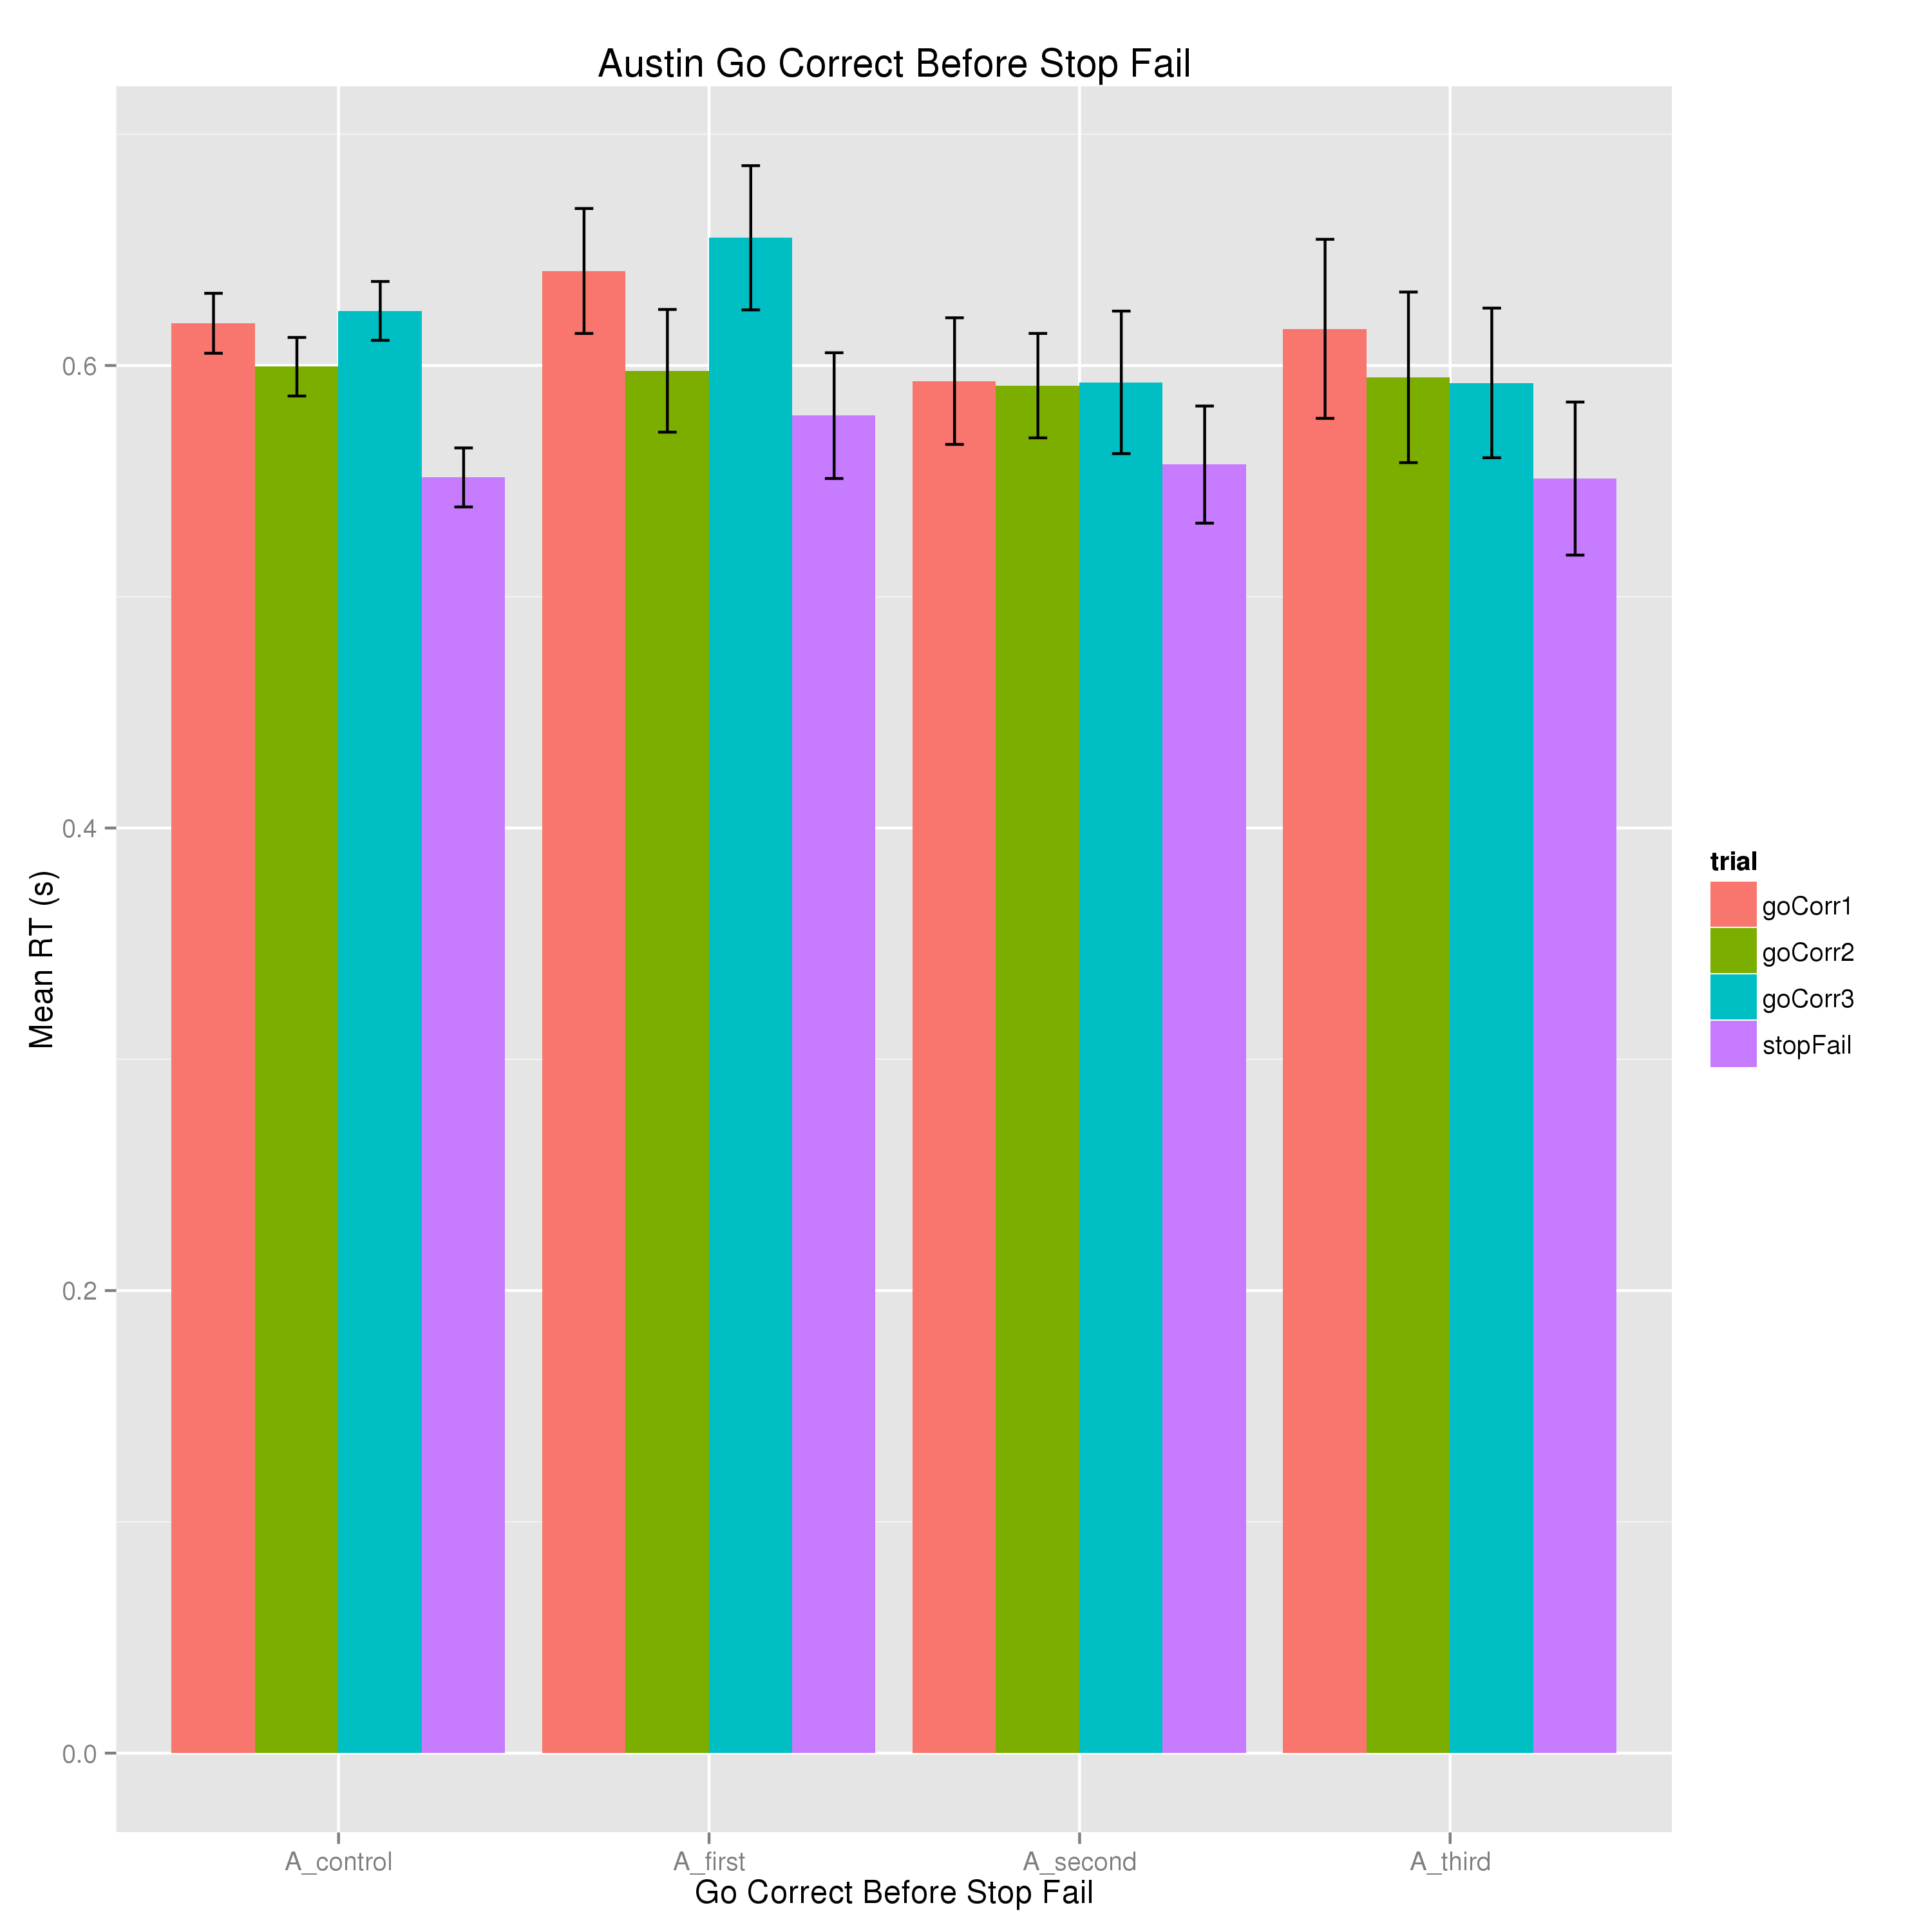 Austin Go Correct Before Stop Fail
0.6
0.4
0.2
0.0
Mean RT (s)
A_control
A_first
A_second
A_third
Go Correct Before Stop Fail
trial
goCorr1
goCorr2
goCorr3
stopFail